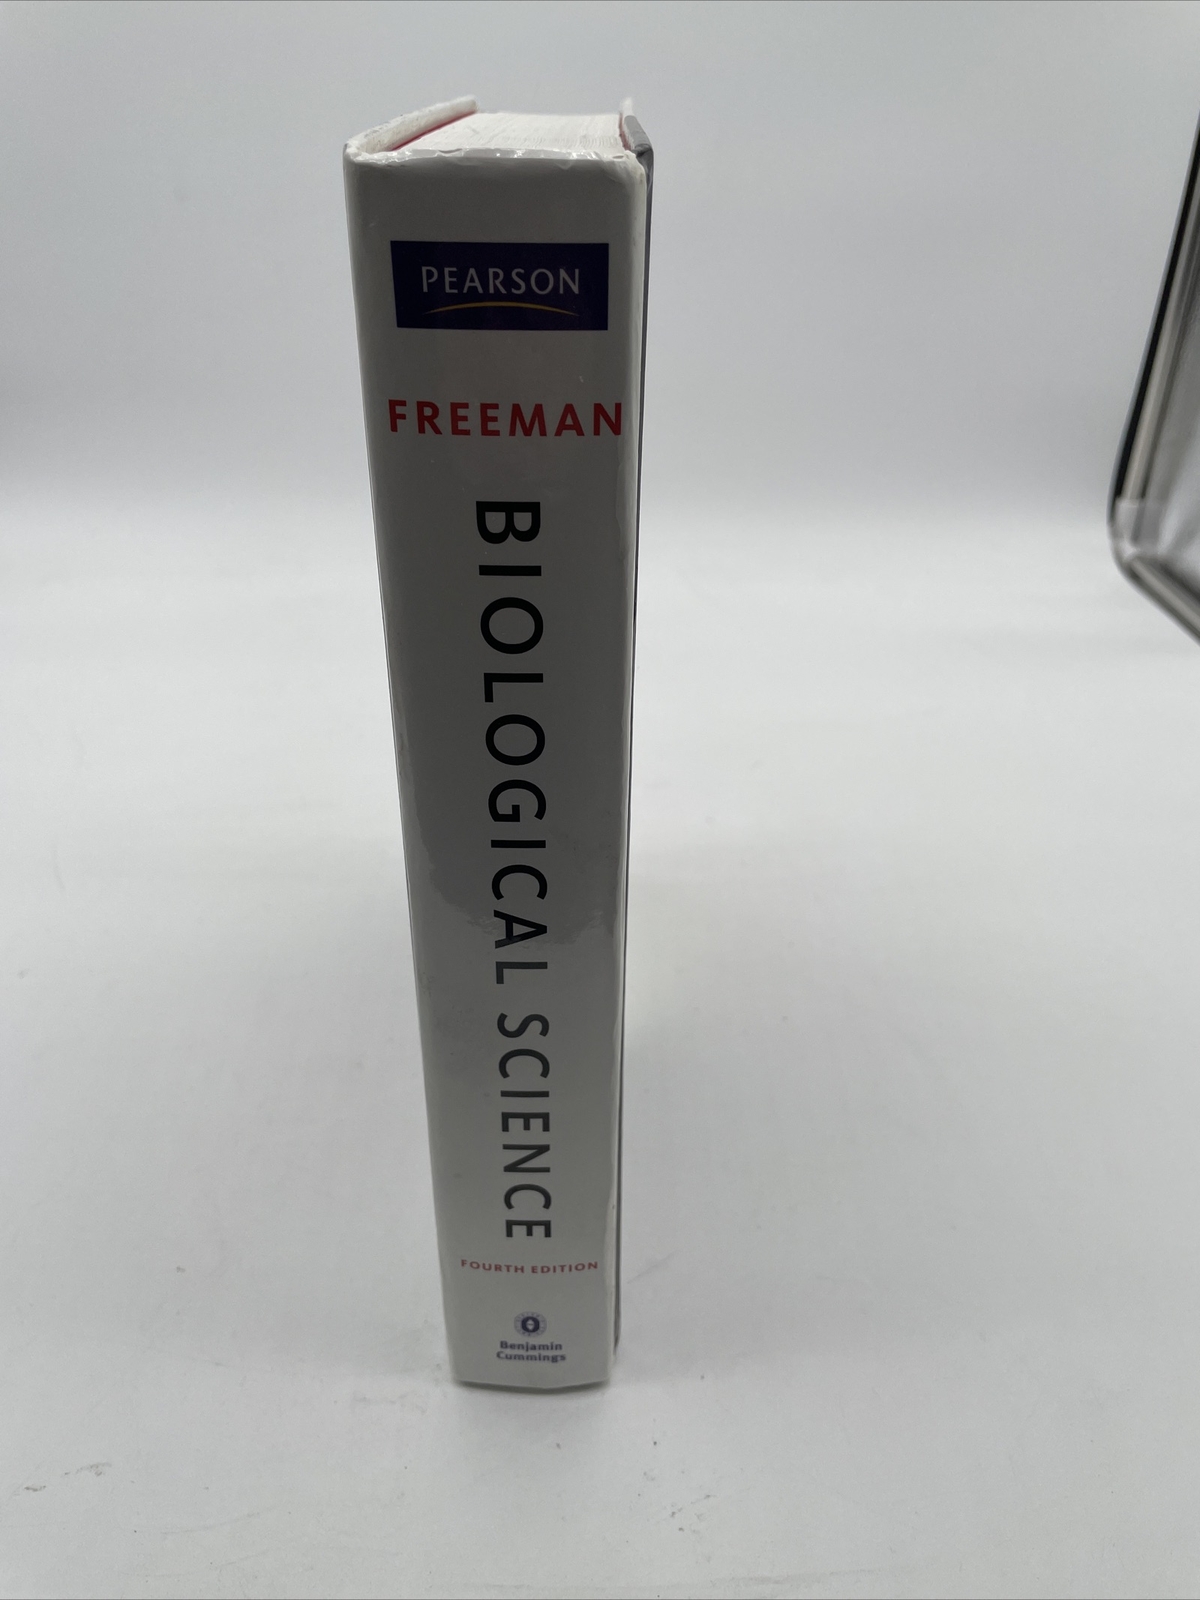 PEARSON
FREEMAN
BIOLOGICAL SCIENCE
FOURTH EDITION
Benjamin
Cummings